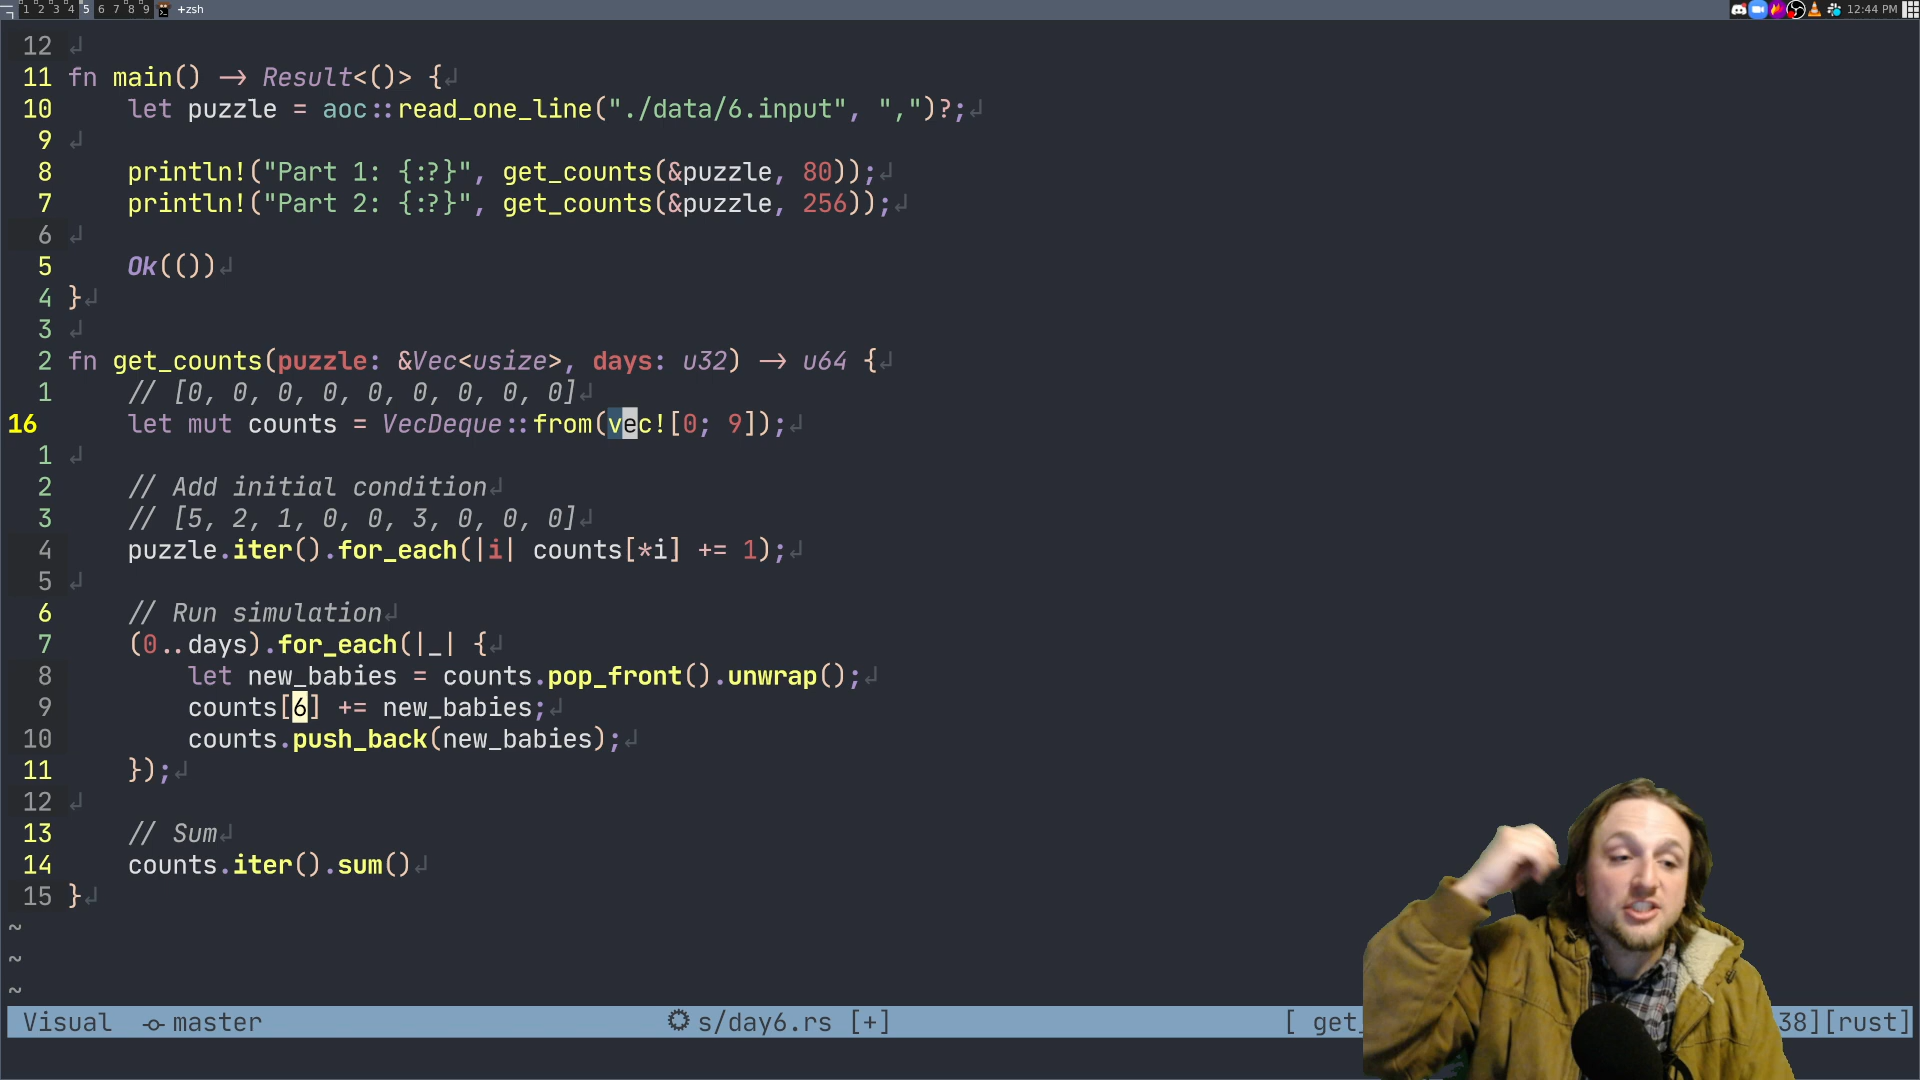 1 2 3 4 5 6 7 8 9 +zsh 12:44 PM
12
11 fn main() -> Result<()> {
10 let puzzle = aoc::read_one_line("./data/6.input", ",")?;
9
8 println!("Part 1: {:?}", get_counts(&puzzle, 80));
7 println!("Part 2: {:?}", get_counts(&puzzle, 256));
6
5 Ok(())
4 }
3
2 fn get_counts(puzzle: &Vec<usize>, days: u32) -> u64 {
1 // [0, 0, 0, 0, 0, 0, 0, 0, 0]
16 let mut counts = VecDeque::from(vec![0; 9]);
1
2 // Add initial condition
3 // [5, 2, 1, 0, 0, 3, 0, 0, 0]
4 puzzle.iter().for_each(|i| counts[*i] += 1);
5
6 // Run simulation
7 (0..days).for_each(|_| {
8 let new_babies = counts.pop_front().unwrap();
9 counts[6] += new_babies;
10 counts.push_back(new_babies);
11 });
12
13 // Sum
14 counts.iter().sum()
15 }
~
~
~
Visual master s/day6.rs [+] [ get_ 38][rust]